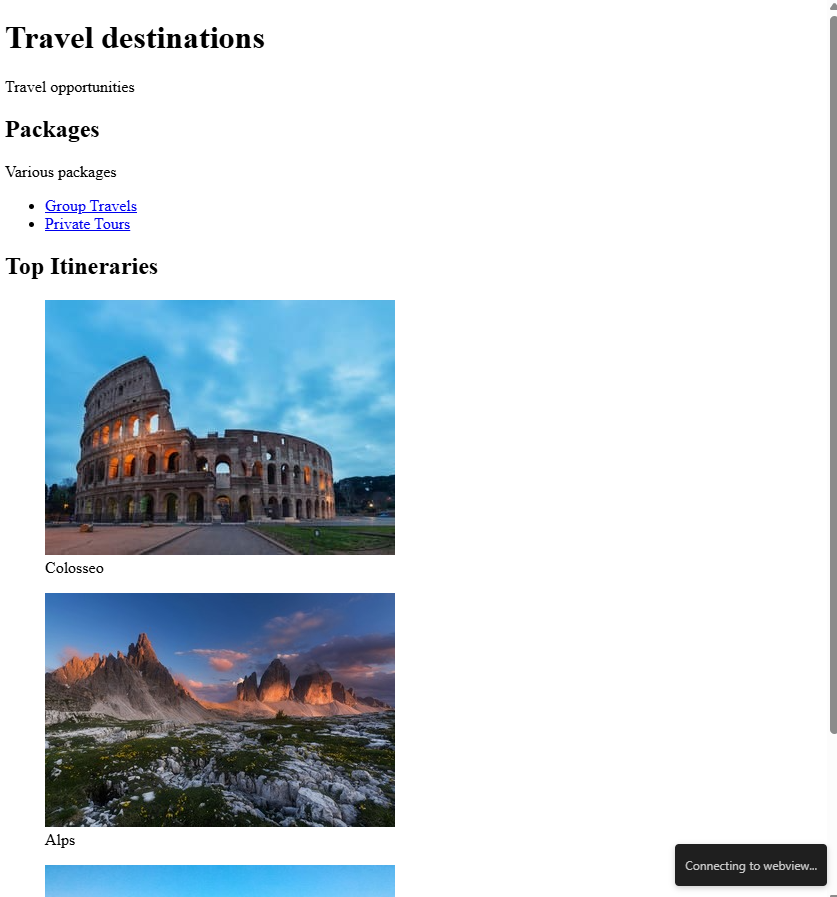 Travel destinations
Travel opportunities
Packages
Various packages
Group Travels
Private Tours
Top Itineraries
Colosseo
Alps
Connecting to webview...